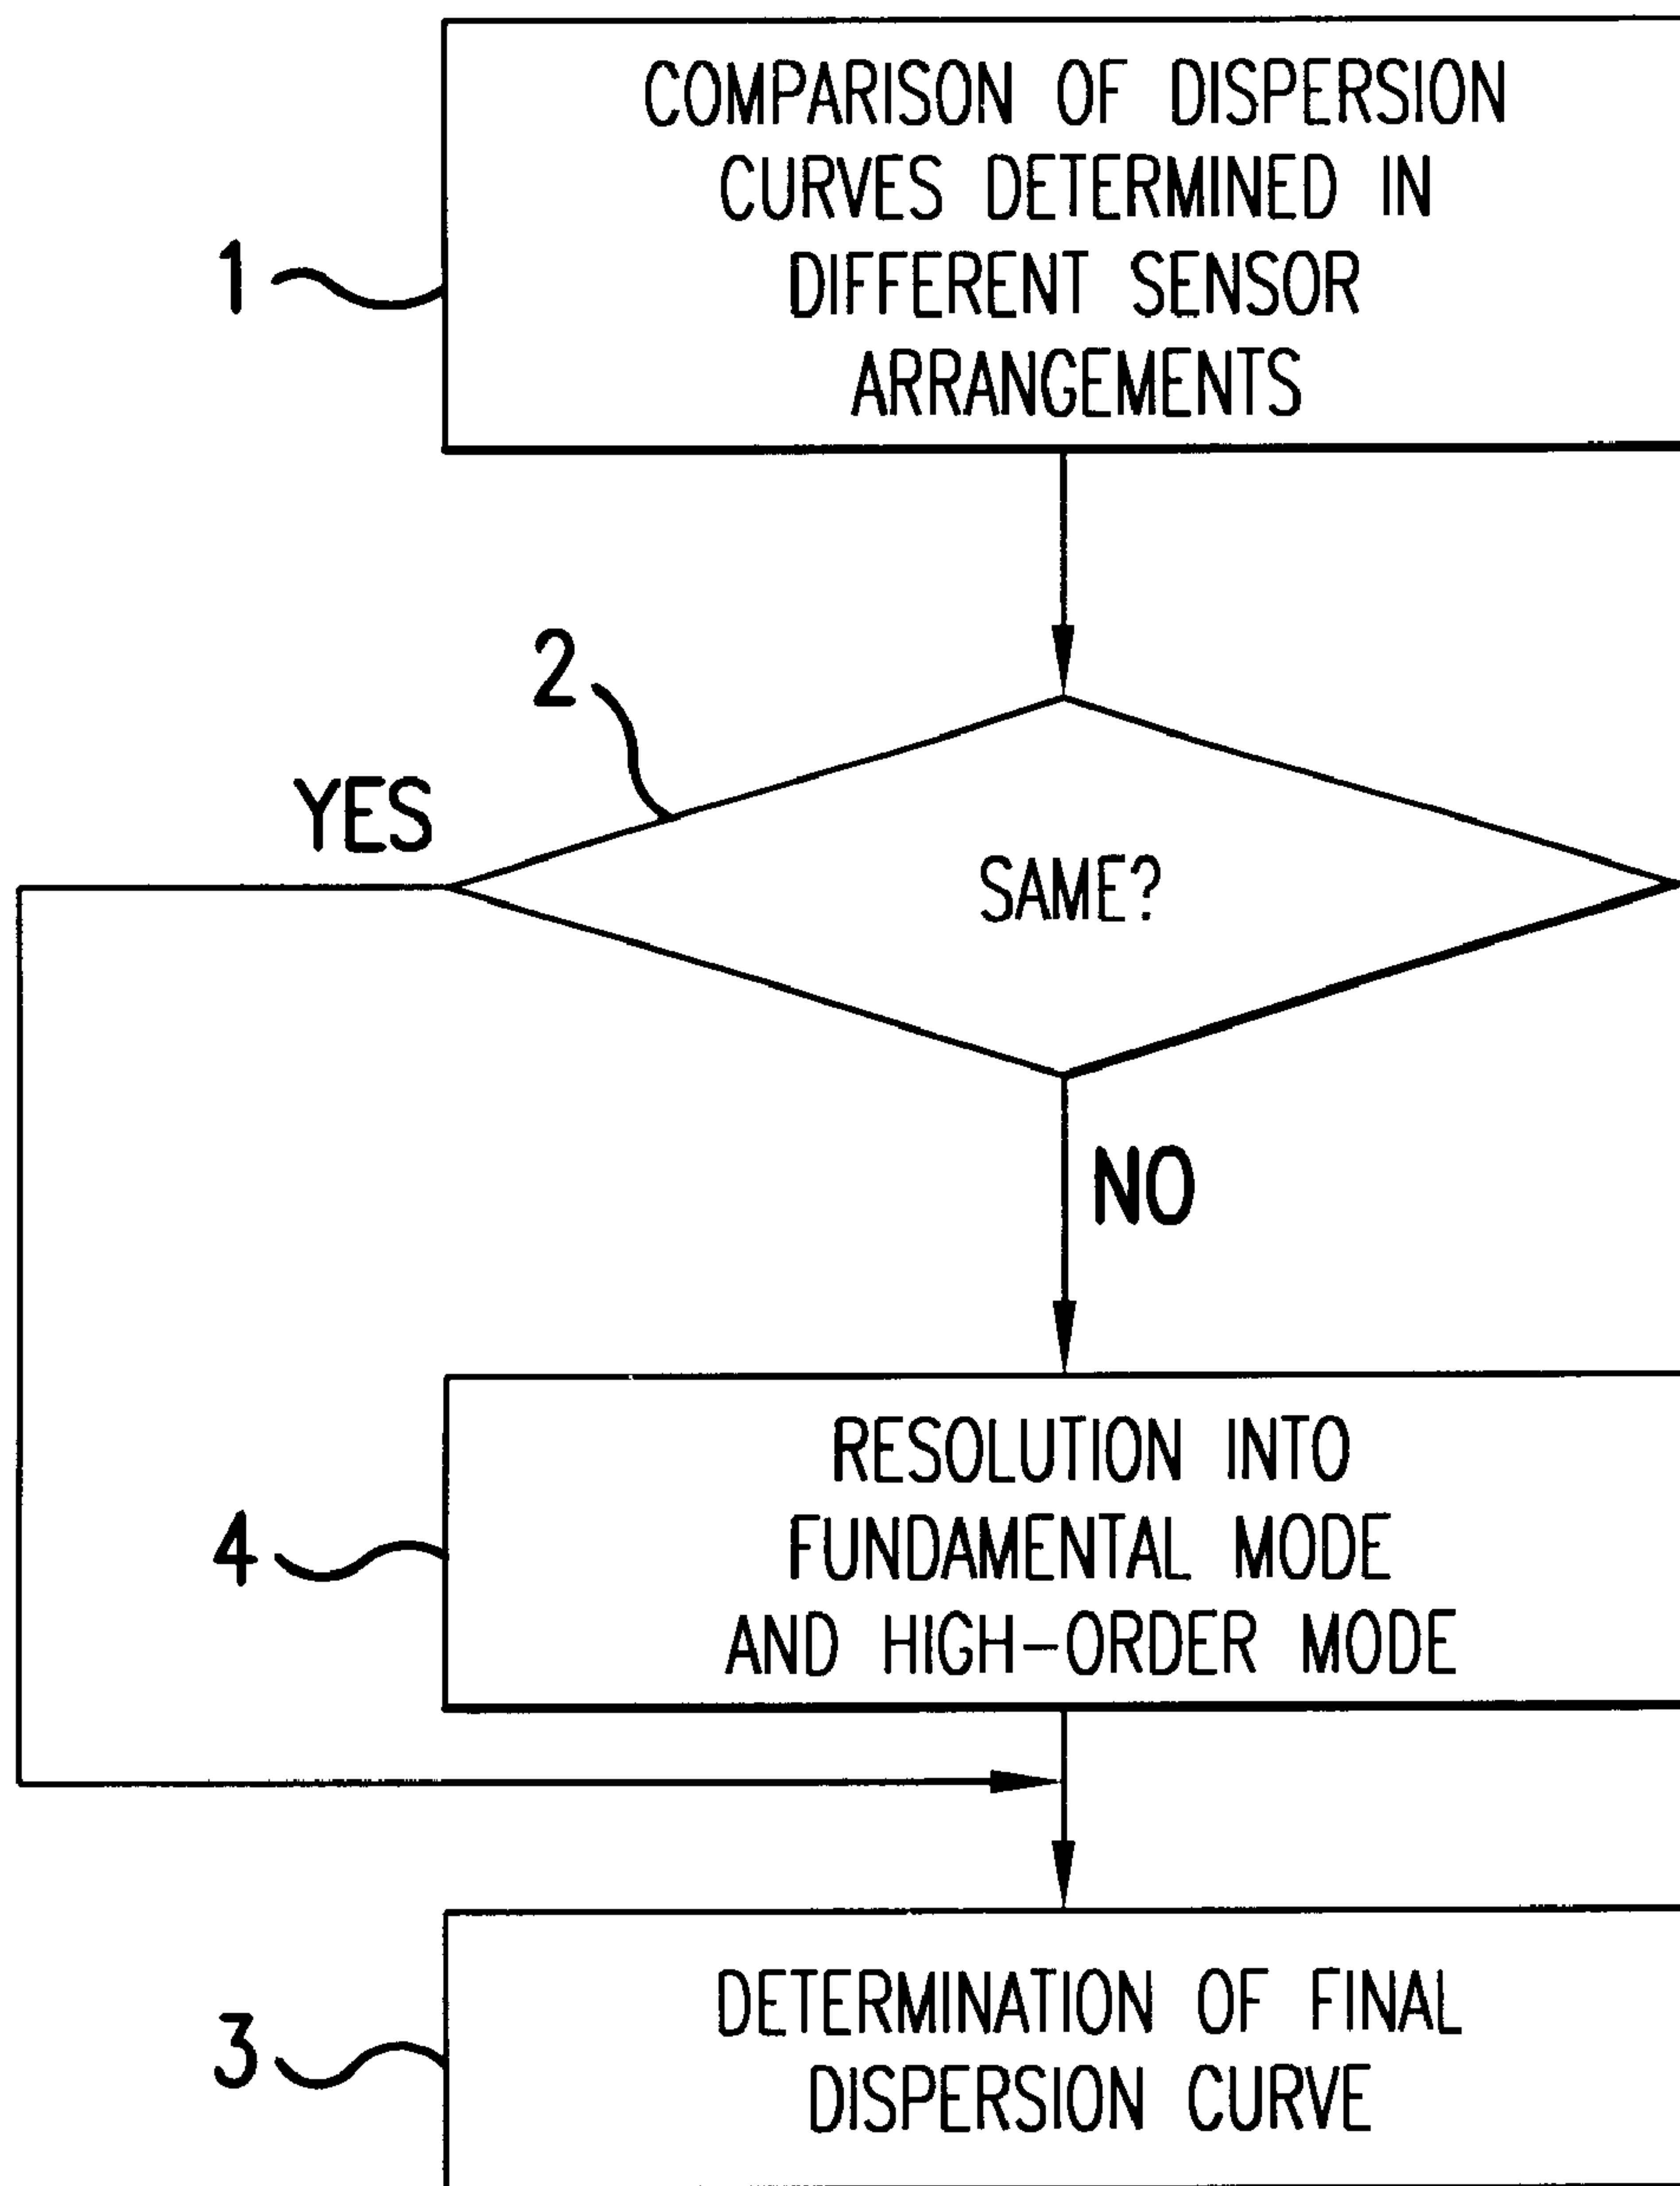 COMPARISON OF DISPERSION
CURVES DETERMINED IN
DIFFERENT SENSOR
ARRANGEMENTS
1
2
YES
SAME?
NO
RESOLUTION INTO
FUNDAMENTAL MODE
AND HIGH-ORDER MODE
4
DETERMINATION OF FINAL
DISPERSION CURVE
3